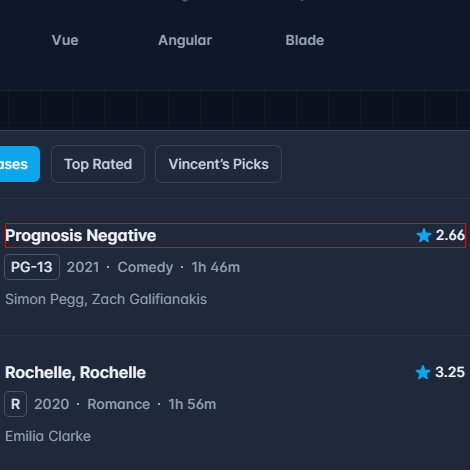 Vue Angular Blade
ases Top Rated Vincent's Picks
Prognosis Negative 2.66
PG-13 2021 · Comedy · 1h 46m
Simon Pegg, Zach Galifianakis
Rochelle, Rochelle 3.25
R 2020 · Romance · 1h 56m
Emilia Clarke